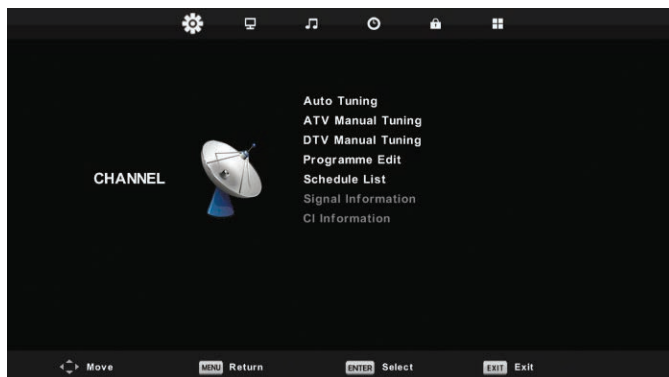 CHANNEL
Auto Tuning
ATV Manual Tuning
DTV Manual Tuning
Programme Edit
Schedule List
Signal Information
CI Information
Move MENU Return ENTER Select EXIT Exit